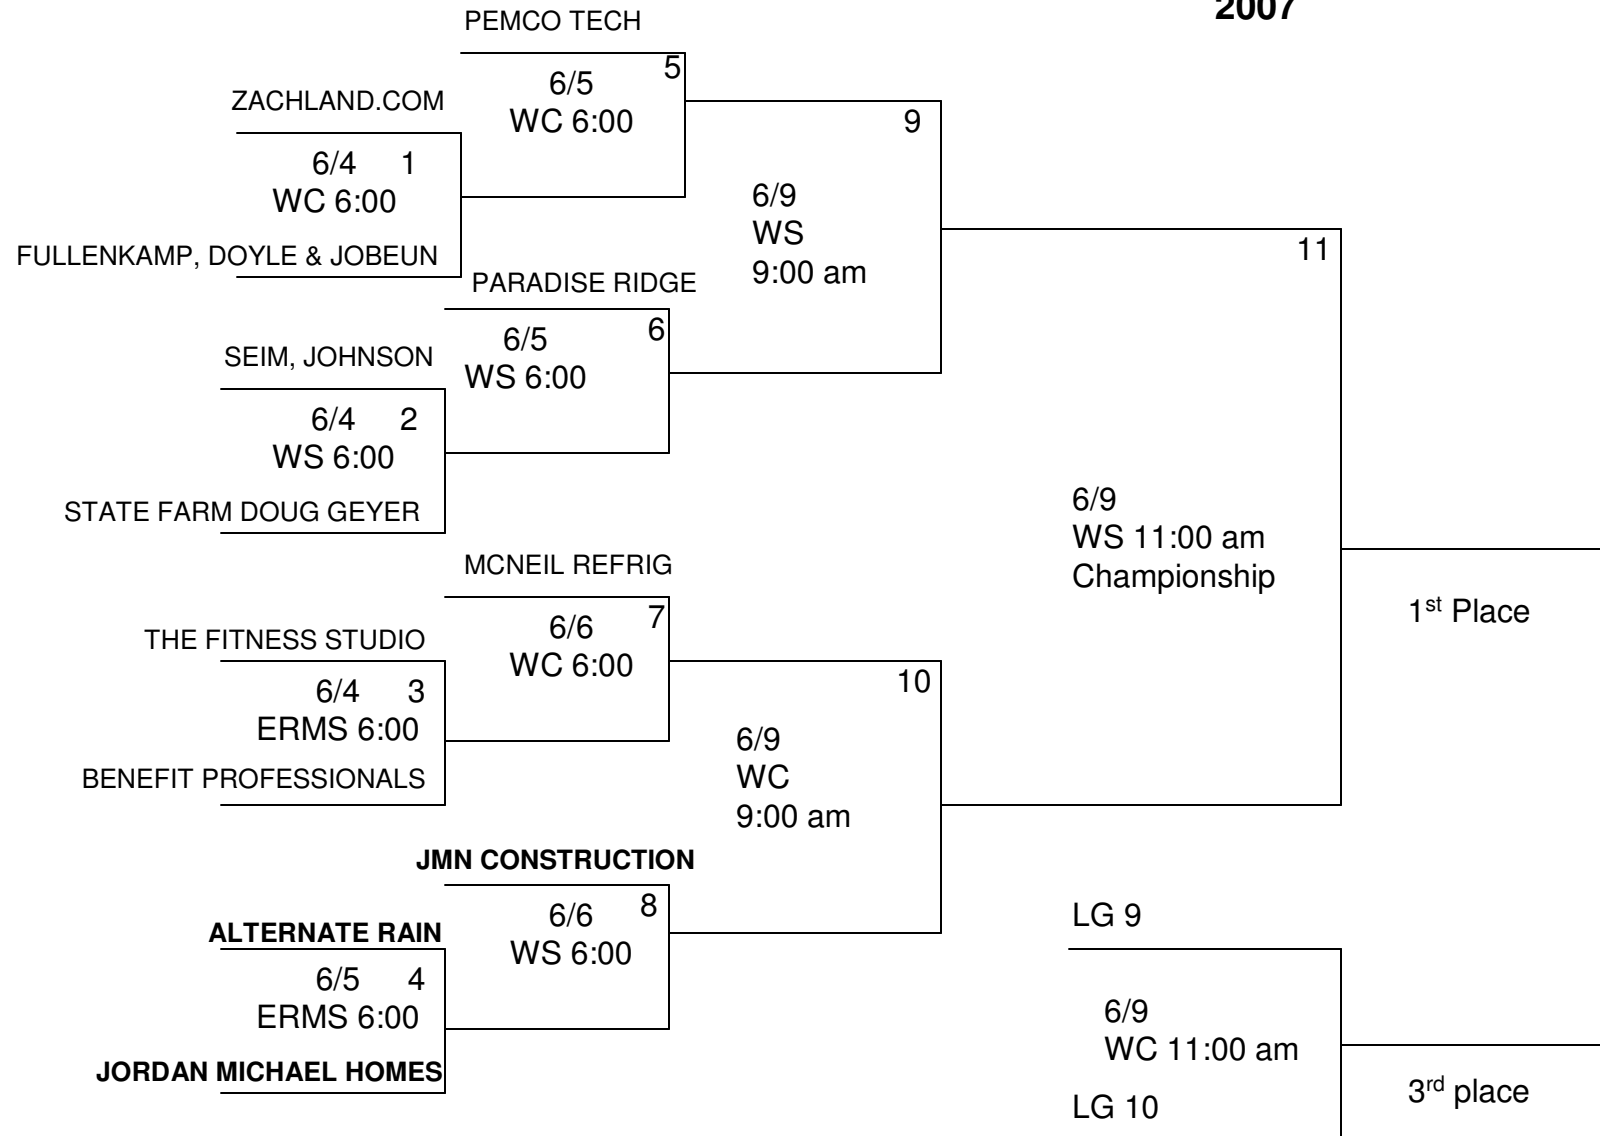 2007
PEMCO TECH
5
6/5
WC 6:00
ZACHLAND.COM
6/4 1
WC 6:00
FULLENKAMP, DOYLE & JOBEUN
9
6/9
WS
9:00 am
PARADISE RIDGE
6
6/5
WS 6:00
SEIM, JOHNSON
6/4 2
WS 6:00
STATE FARM DOUG GEYER
11
6/9
WS 11:00 am
Championship
1st Place
MCNEIL REFRIG
7
6/6
WC 6:00
THE FITNESS STUDIO
6/4 3
ERMS 6:00
BENEFIT PROFESSIONALS
10
6/9
WC
9:00 am
JMN CONSTRUCTION
8
6/6
WS 6:00
ALTERNATE RAIN
6/5 4
ERMS 6:00
JORDAN MICHAEL HOMES
LG 9
6/9
WC 11:00 am
LG 10
3rd place